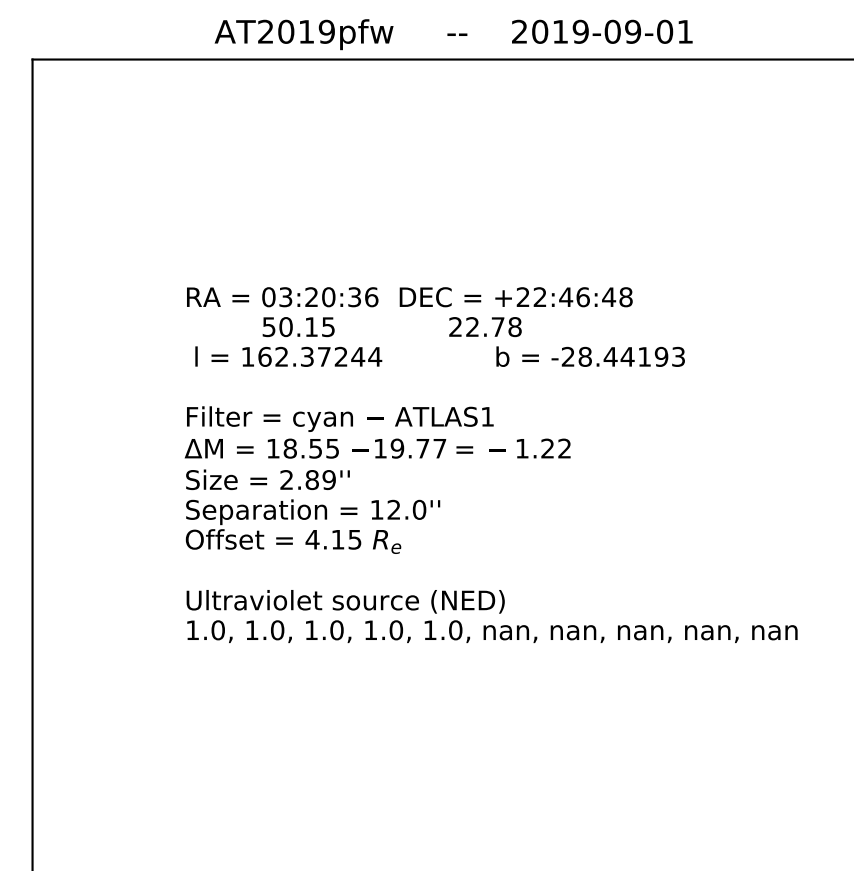 AT2019pfw -- 2019-09-01
RA = 03:20:36 DEC = +22:46:48
50.15 22.78
l = 162.37244 b = -28.44193
Filter = cyan − ATLAS1
ΔM = 18.55 −19.77 = − 1.22
Size = 2.89''
Separation = 12.0''
Offset = 4.15 Rₑ
Ultraviolet source (NED)
1.0, 1.0, 1.0, 1.0, 1.0, nan, nan, nan, nan, nan